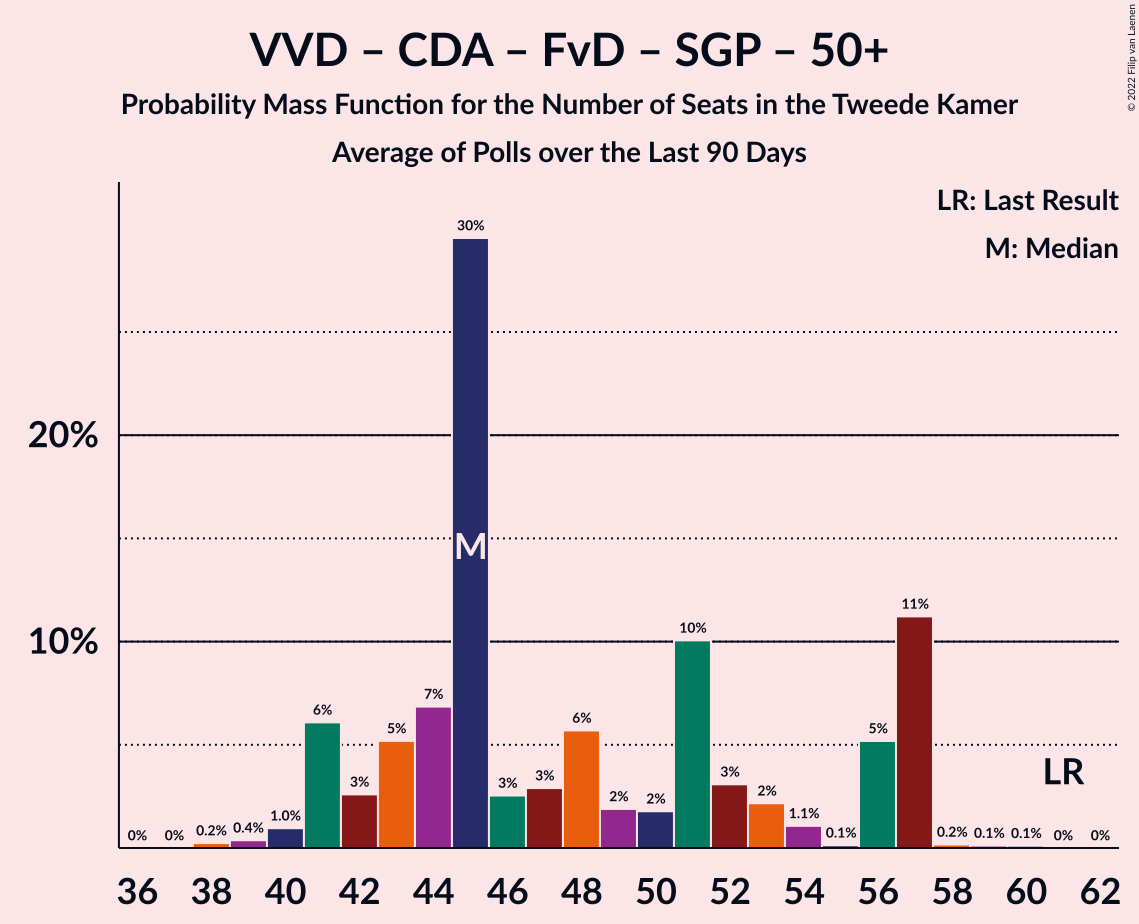 VVD – CDA – FvD – SGP – 50+
Probability Mass Function for the Number of Seats in the Tweede Kamer
Average of Polls over the Last 90 Days
© 2022 Filip van Laenen
LR: Last Result
M: Median
20%
10%
0% 0% 0.2% 0.4% 1.0% 6% 3% 5% 7% 30% 3% 3% 6% 2% 2% 10% 3% 2% 1.1% 0.1% 5% 11% 0.2% 0.1% 0.1% 0% 0%
M
LR
36 38 40 42 44 46 48 50 52 54 56 58 60 62